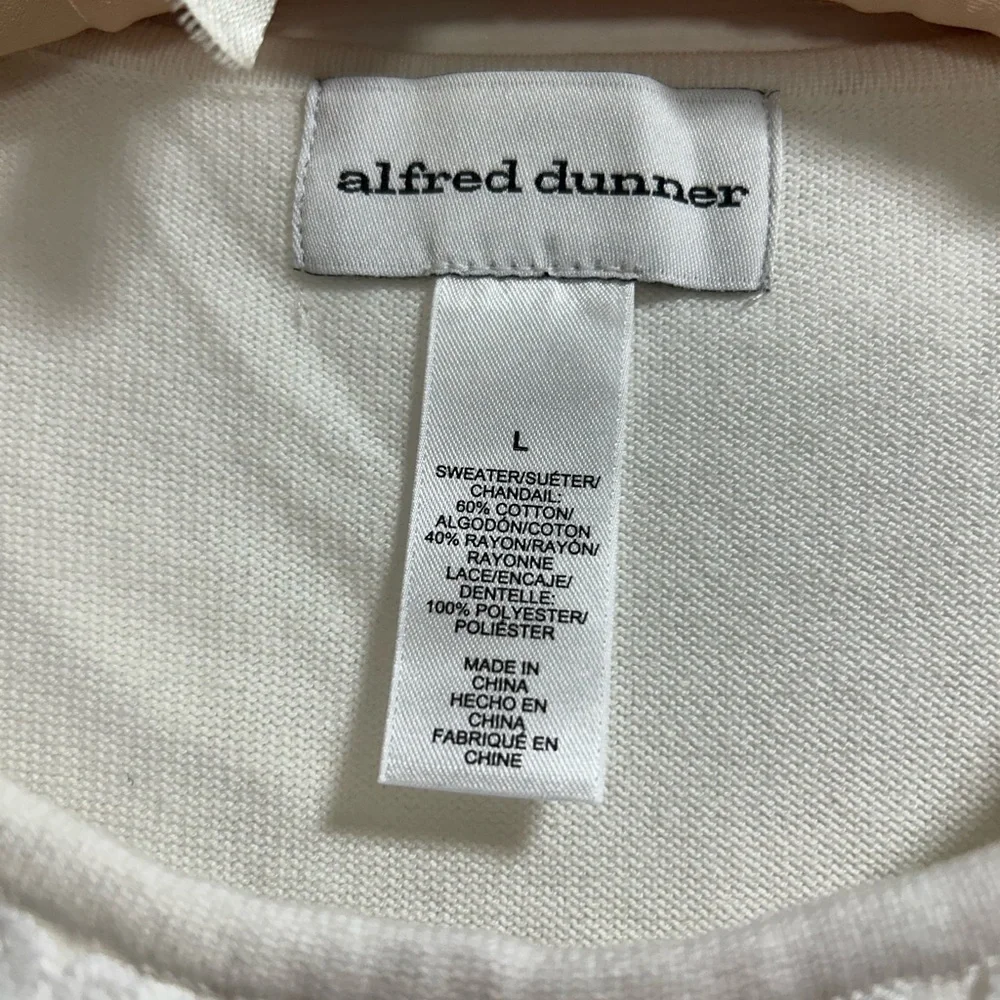 alfred dunner
L
SWEATER/SUÉTER/
CHANDAIL:
60% COTTON/
ALGODÓN/COTON
40% RAYON/RAYÓN/
RAYONNE
LACE/ENCAJE/
DENTELLE:
100% POLYESTER/
POLIÉSTER
MADE IN
CHINA
HECHO EN
CHINA
FABRIQUÉ EN
CHINE